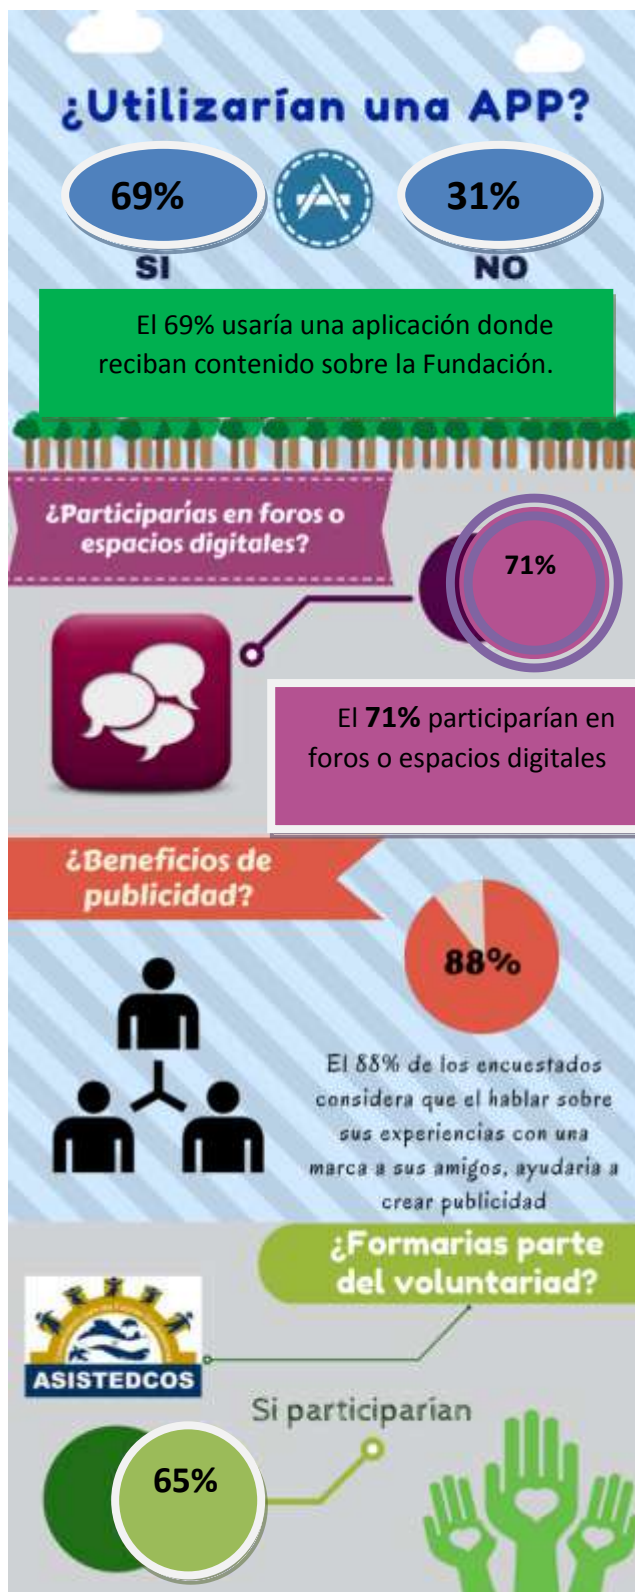 ¿Utilizarían una APP?
69%
31%
SI
NO
El 69% usaría una aplicación donde
reciban contenido sobre la Fundación.
¿Participarías en foros o
espacios digitales?
71%
El 71% participarían en
foros o espacios digitales
¿Beneficios de
publicidad?
88%
El 88% de los encuestados
considera que el hablar sobre
sus experiencias con una
marca a sus amigos, ayudaria a
crear publicidad
¿Formarias parte
del voluntariad?
ASISTEDCOS
Si participarían
65%